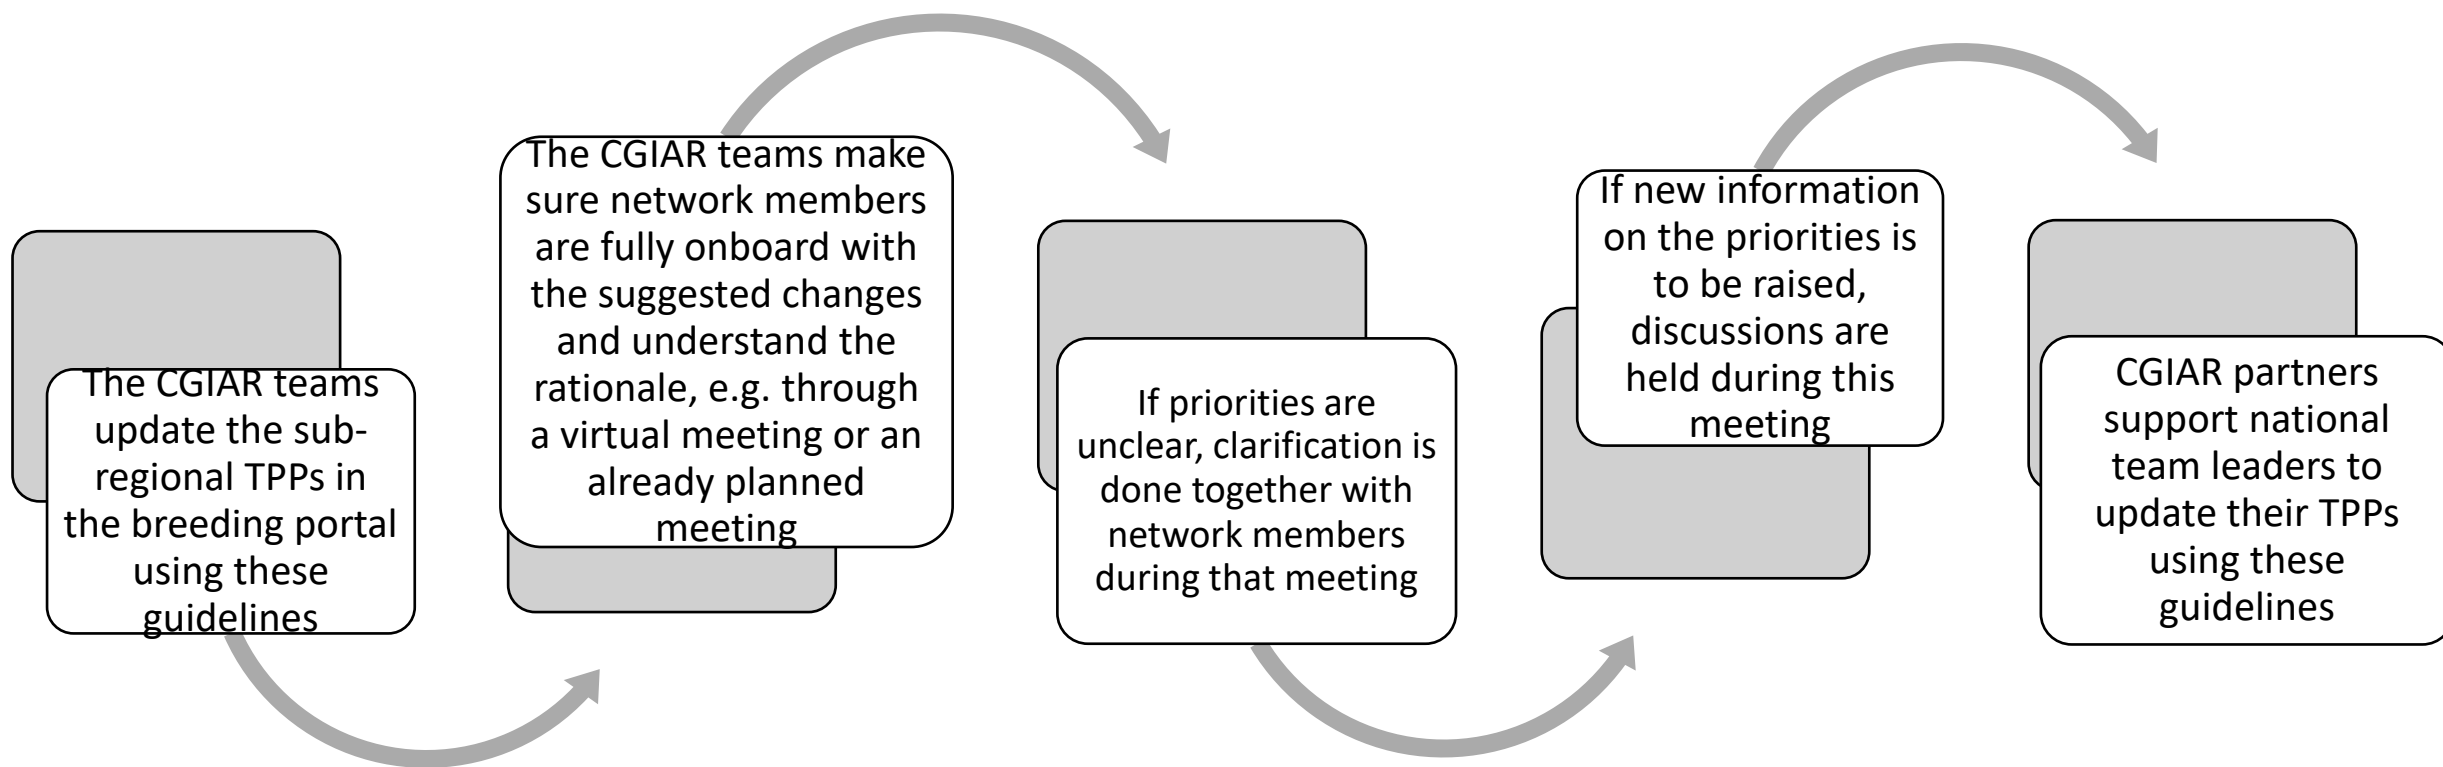 The CGIAR teams
update the sub-
regional TPPs in
the breeding portal
using these
guidelines
The CGIAR teams make
sure network members
are fully onboard with
the suggested changes
and understand the
rationale, e.g. through
a virtual meeting or an
already planned
meeting
If priorities are
unclear, clarification is
done together with
network members
during that meeting
If new information
on the priorities is
to be raised,
discussions are
held during this
meeting
CGIAR partners
support national
team leaders to
update their TPPs
using these
guidelines